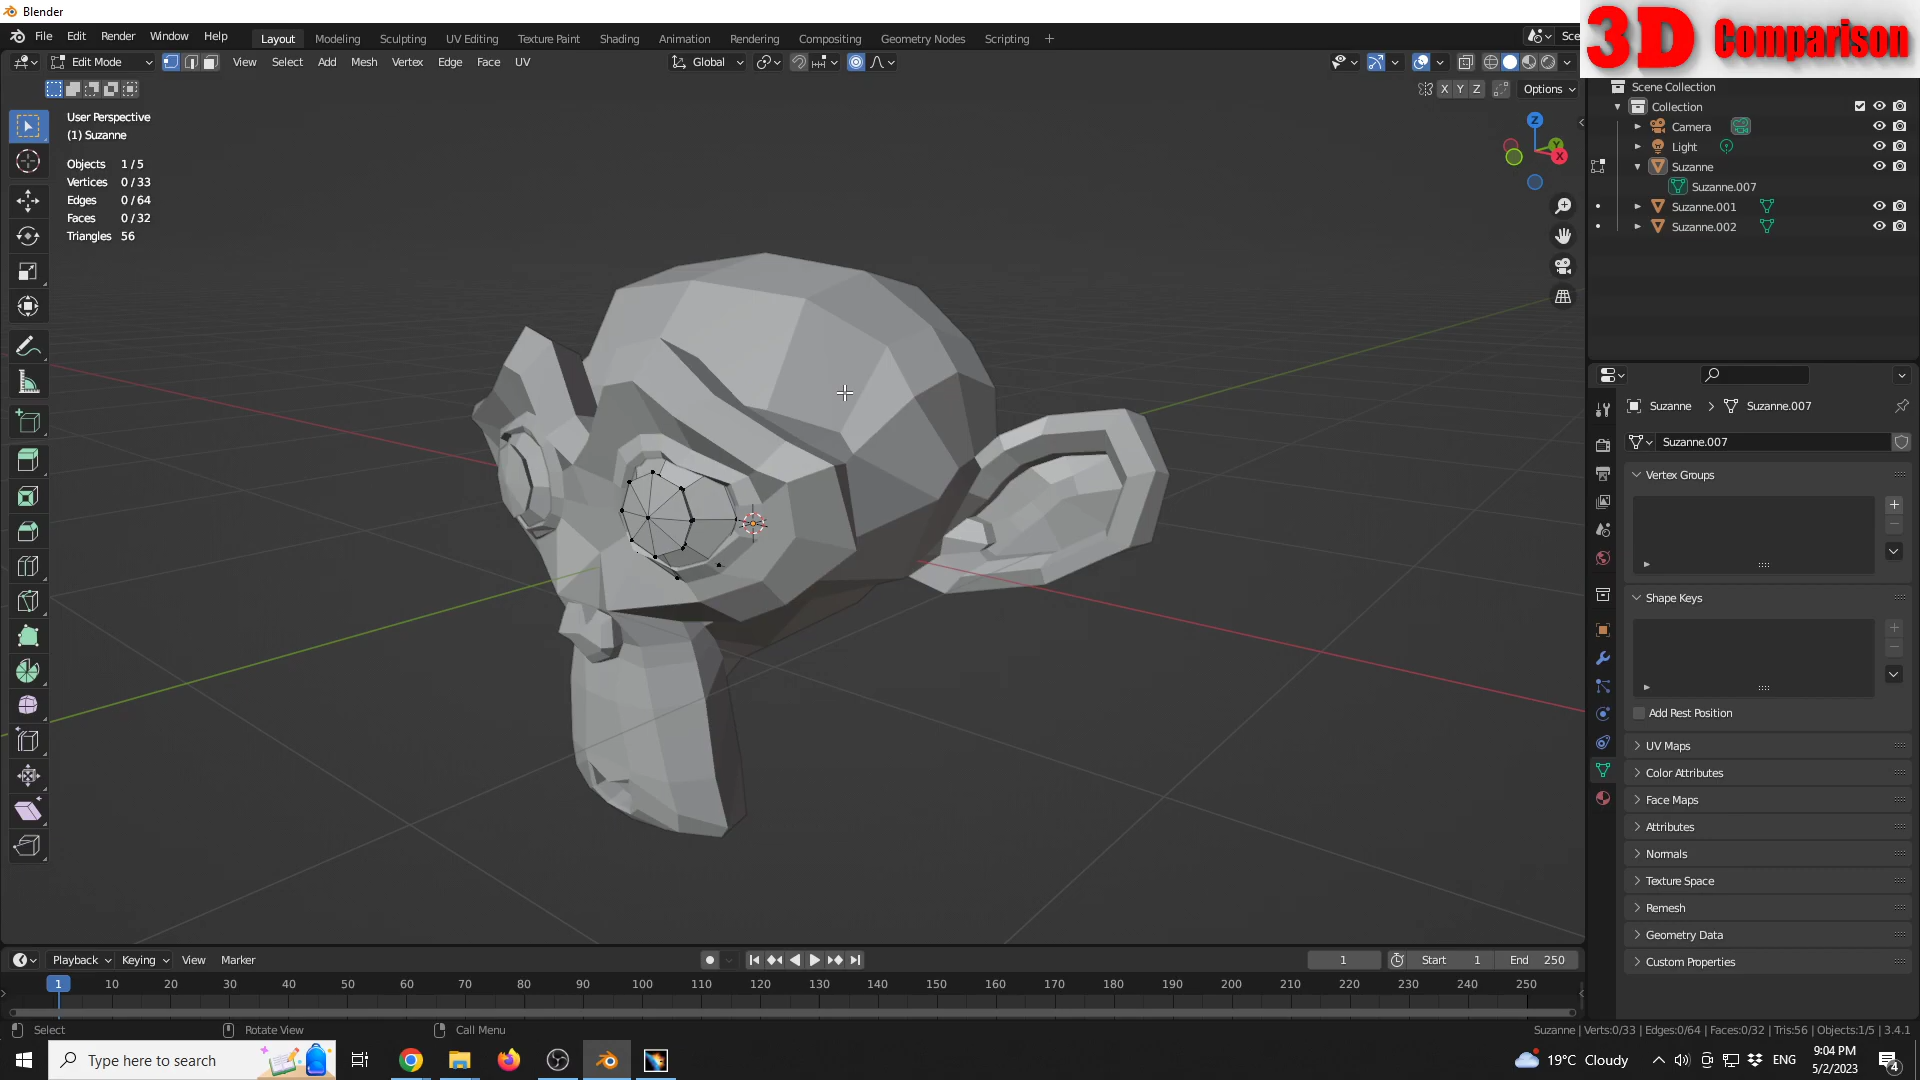 Blender
File Edit Render Window Help Layout Modeling Sculpting UV Editing Texture Paint Shading Animation Rendering Compositing Geometry Nodes Scripting Sce
3D Comparison
Edit Mode View Select Add Mesh Vertex Edge Face UV Global
X Y Z Options
User Perspective
(1) Suzanne
Objects 1 / 5
Vertices 0 / 33
Edges 0 / 64
Faces 0 / 32
Triangles 56
Z
Y
X
Scene Collection
Collection
Camera
Light
Suzanne
Suzanne.007
Suzanne.001
Suzanne.002
Suzanne > Suzanne.007
Suzanne.007
Vertex Groups
Shape Keys
Add Rest Position
UV Maps
Color Attributes
Face Maps
Attributes
Normals
Texture Space
Remesh
Geometry Data
Custom Properties
Playback Keying View Marker 1 Start 1 End 250
1 10 20 30 40 50 60 70 80 90 100 110 120 130 140 150 160 170 180 190 200 210 220 230 240 250
Select Rotate View Call Menu Suzanne | Verts:0/33 | Edges:0/64 | Faces:0/32 | Tris:56 | Objects:1/5 | 3.4.1
Type here to search 19°C Cloudy ENG 9:04 PM
5/2/2023 4